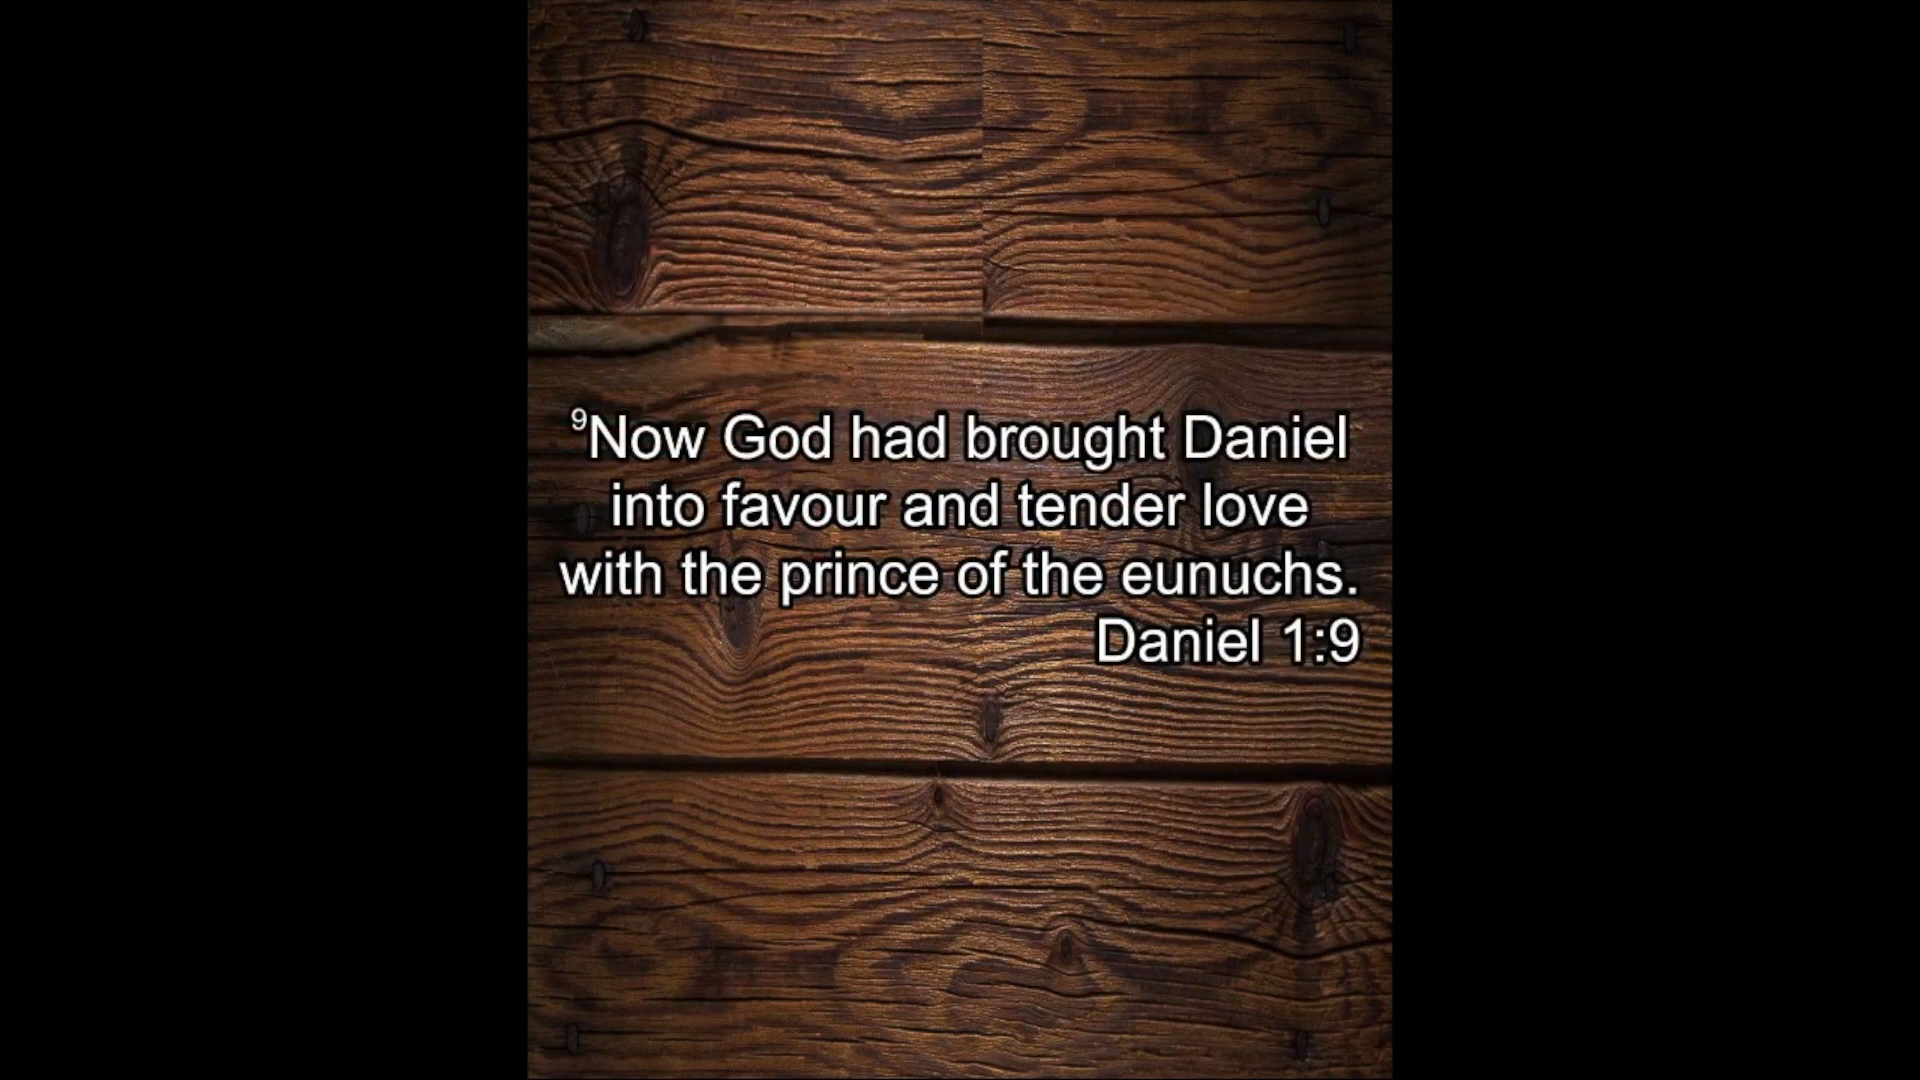 ⁹Now God had brought Daniel
into favour and tender love
with the prince of the eunuchs.
Daniel 1:9